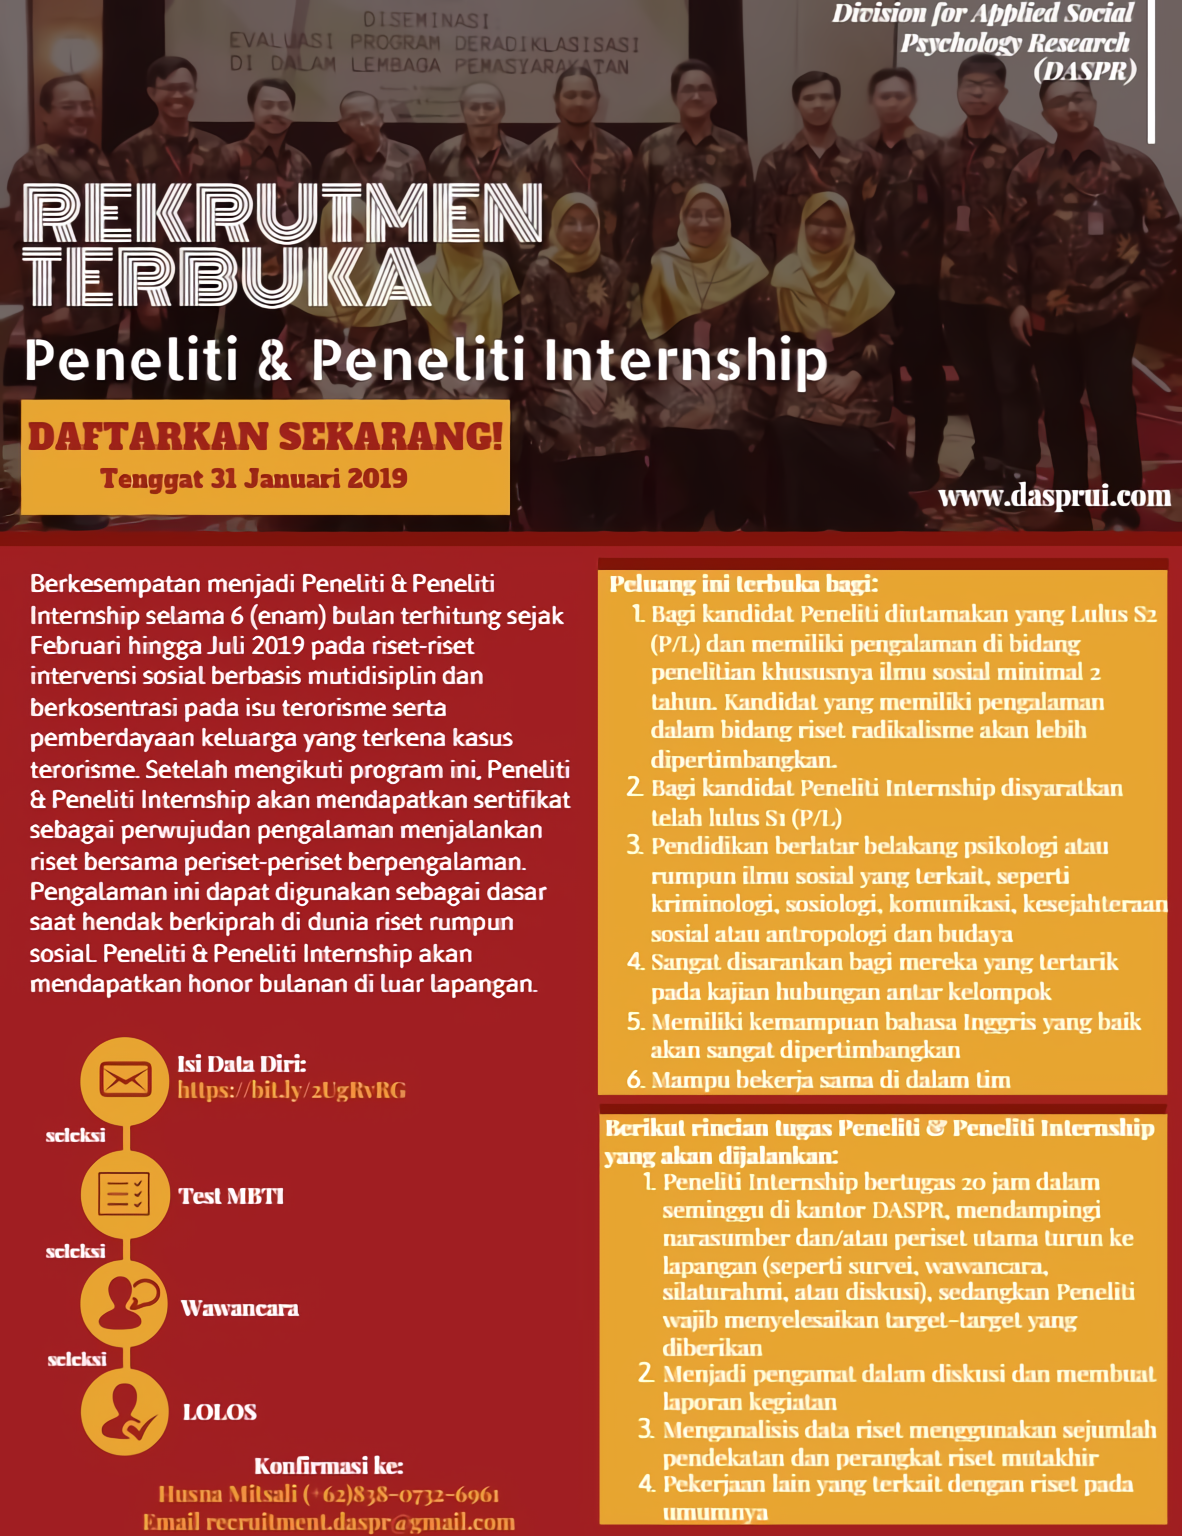 DISEMINASI
EVALUASI PROGRAM DERADIKLASISASI
DI DALAM LEMBAGA PEMASYARAKATAN
Division for Applied Social
Psychology Research
(DASPR)
REKRUTMEN
TERBUKA
Peneliti & Peneliti Internship
DAFTARKAN SEKARANG!
Tenggat 31 Januari 2019
www.dasprui.com
Berkesempatan menjadi Peneliti & Peneliti
Internship selama 6 (enam) bulan terhitung sejak
Februari hingga Juli 2019 pada riset-riset
intervensi sosial berbasis mutidisiplin dan
berkosentrasi pada isu terorisme serta
pemberdayaan keluarga yang terkena kasus
terorisme. Setelah mengikuti program ini, Peneliti
& Peneliti Internship akan mendapatkan sertifikat
sebagai perwujudan pengalaman menjalankan
riset bersama periset-periset berpengalaman.
Pengalaman ini dapat digunakan sebagai dasar
saat hendak berkiprah di dunia riset rumpun
sosial. Peneliti & Peneliti Internship akan
mendapatkan honor bulanan di luar lapangan.
Isi Data Diri:
https://bit.ly/2UgRvRG
seleksi
Test MBTI
seleksi
Wawancara
seleksi
LOLOS
Konfirmasi ke:
Husna Mitsali (+62)838-0732-6961
Email recruitment.daspr@gmail.com
Peluang ini terbuka bagi:
1. Bagi kandidat Peneliti diutamakan yang Lulus S2
(P/L) dan memiliki pengalaman di bidang
penelitian khususnya ilmu sosial minimal 2
tahun. Kandidat yang memiliki pengalaman
dalam bidang riset radikalisme akan lebih
dipertimbangkan.
2. Bagi kandidat Peneliti Internship disyaratkan
telah lulus S1 (P/L)
3. Pendidikan berlatar belakang psikologi atau
rumpun ilmu sosial yang terkait, seperti
kriminologi, sosiologi, komunikasi, kesejahteraan
sosial atau antropologi dan budaya
4. Sangat disarankan bagi mereka yang tertarik
pada kajian hubungan antar kelompok
5. Memiliki kemampuan bahasa Inggris yang baik
akan sangat dipertimbangkan
6. Mampu bekerja sama di dalam tim
Berikut rincian tugas Peneliti & Peneliti Internship
yang akan dijalankan:
1. Peneliti Internship bertugas 20 jam dalam
seminggu di kantor DASPR, mendampingi
narasumber dan/atau periset utama turun ke
lapangan (seperti survei, wawancara,
silaturahmi, atau diskusi), sedangkan Peneliti
wajib menyelesaikan target-target yang
diberikan
2. Menjadi pengamat dalam diskusi dan membuat
laporan kegiatan
3. Menganalisis data riset menggunakan sejumlah
pendekatan dan perangkat riset mutakhir
4. Pekerjaan lain yang terkait dengan riset pada
umumnya